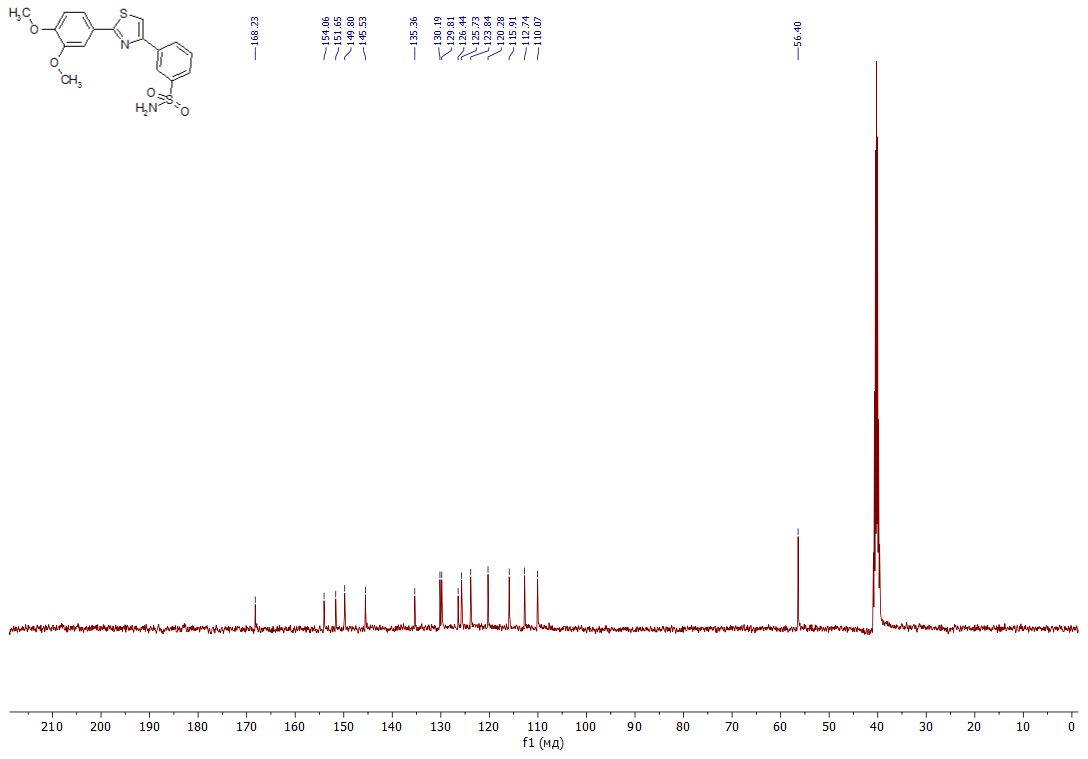 H₃C
O
O
CH₃
S
N
O
S
O
H₂N
168.23
154.06
151.65
149.80
145.53
135.36
130.19
129.81
126.44
125.73
123.84
120.28
115.91
112.74
110.07
56.40
210 200 190 180 170 160 150 140 130 120 110 100 90 80 70 60 50 40 30 20 10 0
f1 (мд)